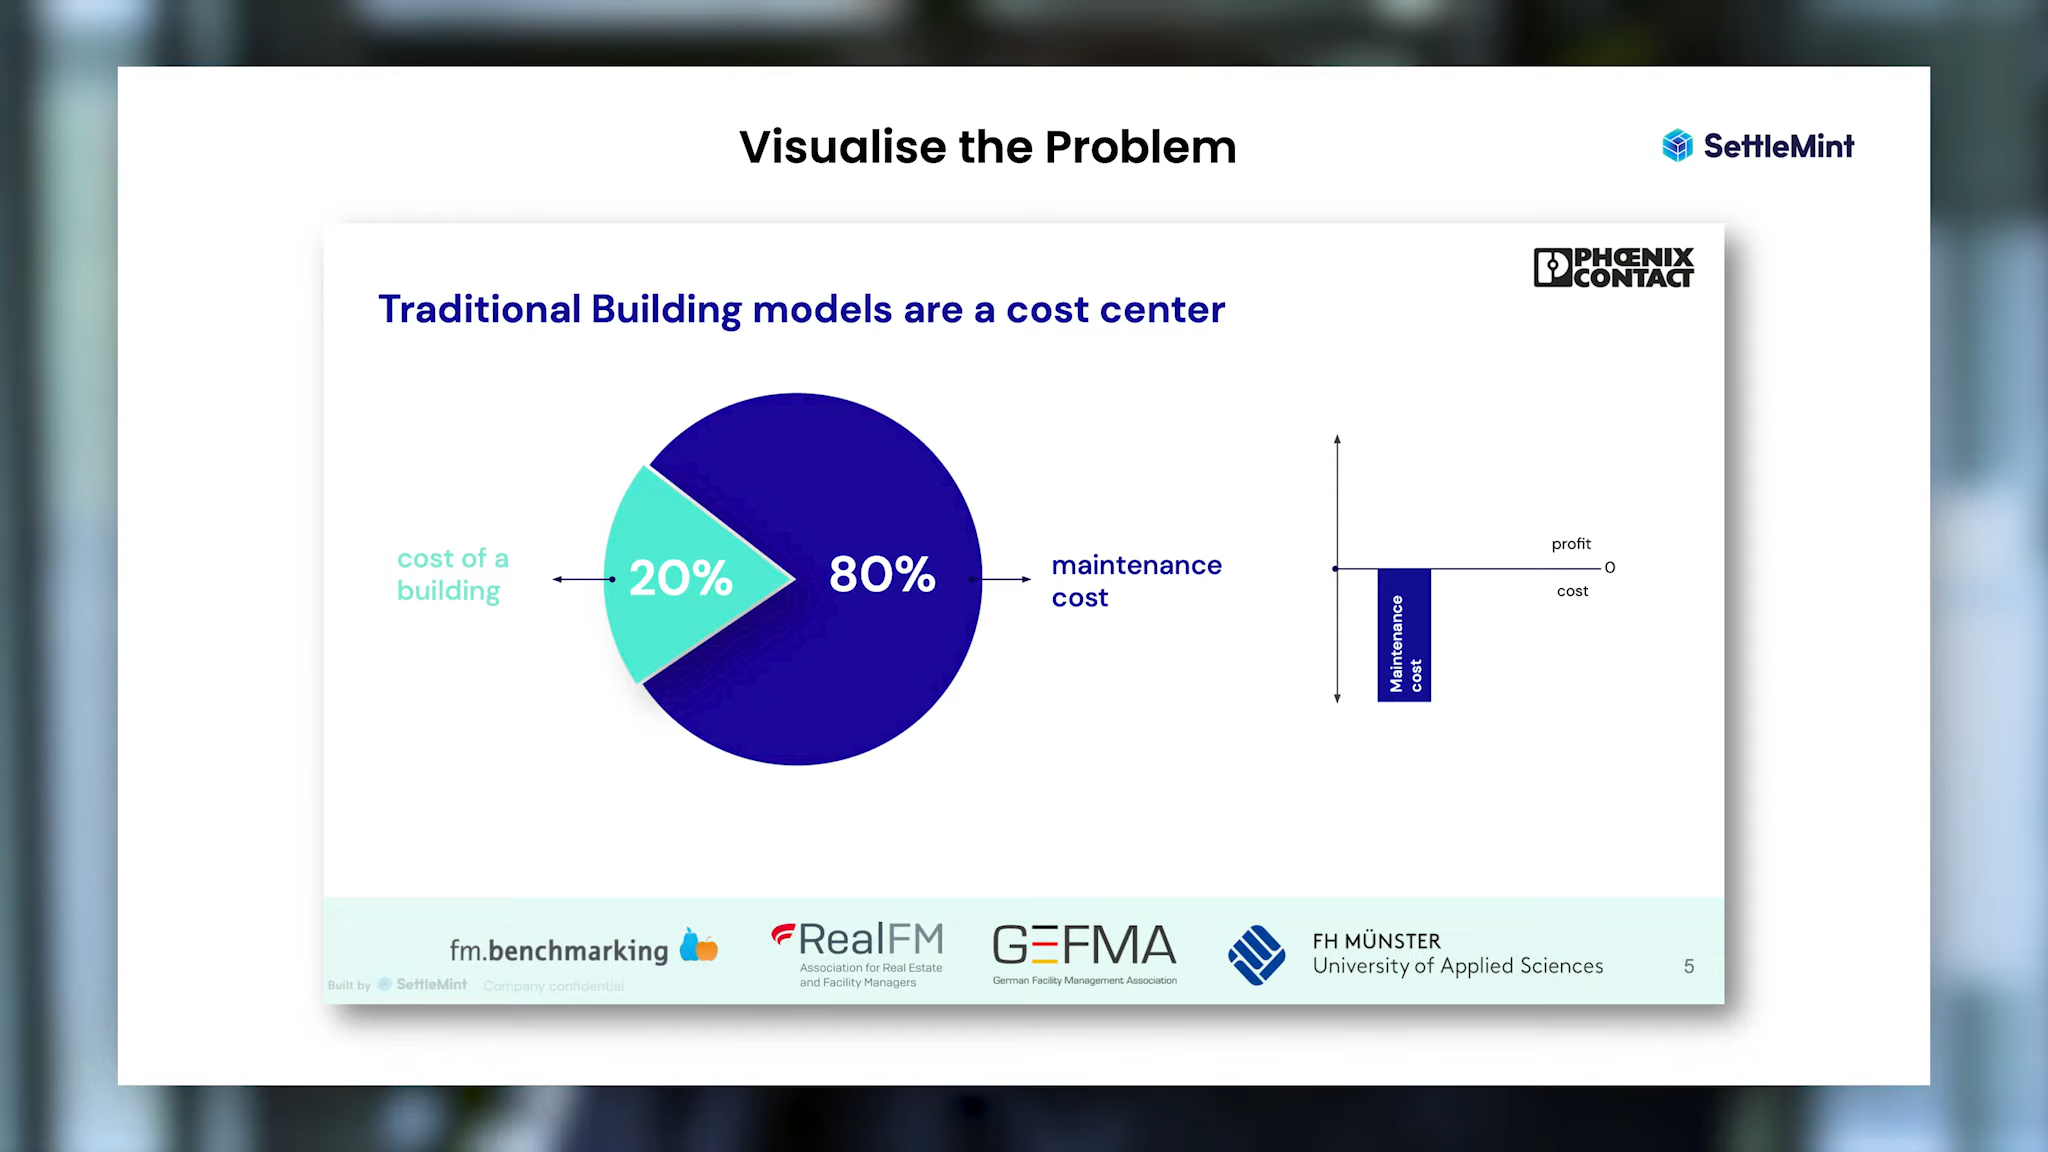 Visualise the Problem
SettleMint
PHŒNIX
CONTACT
Traditional Building models are a cost center
cost of a
building
20%
80%
maintenance
cost
profit
0
cost
Maintenance
cost
fm.benchmarking
RealFM
Association for Real Estate
and Facility Managers
GEFMA
German Facility Management Association
FH MÜNSTER
University of Applied Sciences
5
Built by SettleMint Company confidential